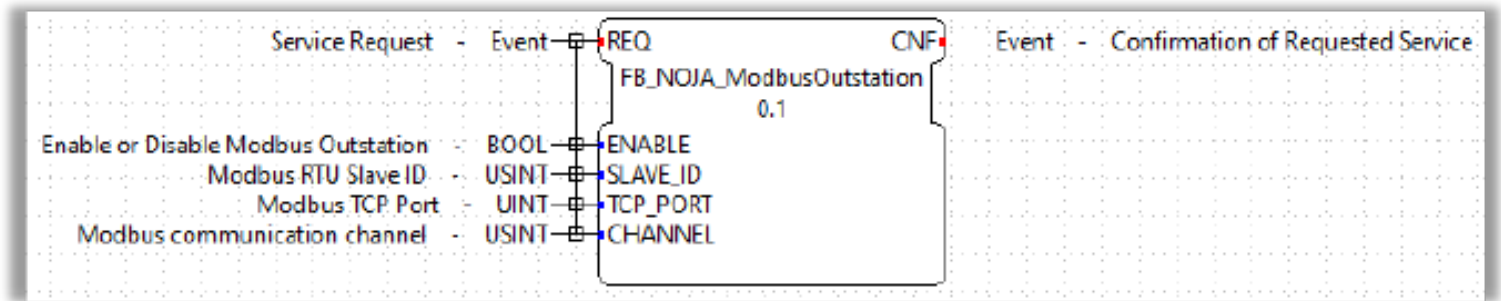 Service Request - Event REQ CNF Event - Confirmation of Requested Service
FB_NOJA_ModbusOutstation
0.1
Enable or Disable Modbus Outstation - BOOL ENABLE
Modbus RTU Slave ID - USINT SLAVE_ID
Modbus TCP Port - UINT TCP_PORT
Modbus communication channel - USINT CHANNEL